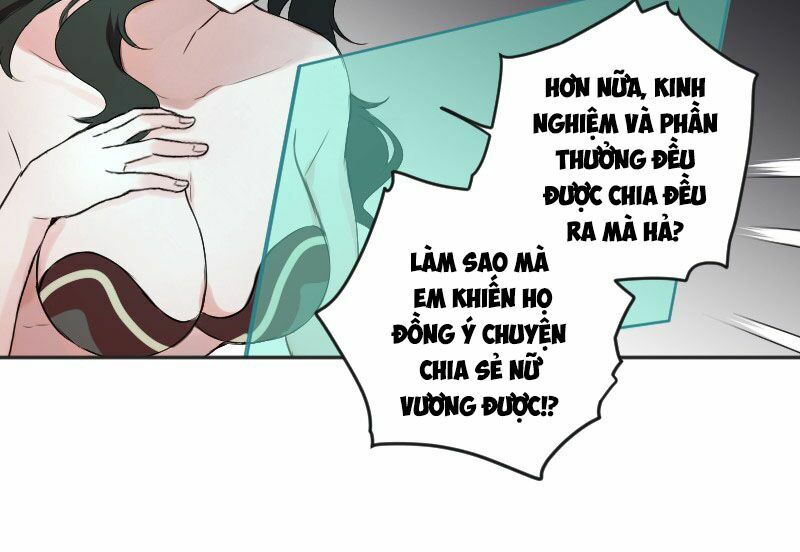 HƠN NỮA, KINH
NGHIỆM VÀ PHẦN
THƯỞNG ĐỀU
ĐƯỢC CHIA ĐỀU
RA MÀ HẢ?
LÀM SAO MÀ
EM KHIẾN HỌ
ĐỒNG Ý CHUYỆN
CHIA SẺ NỮ
VƯƠNG ĐƯỢC!?